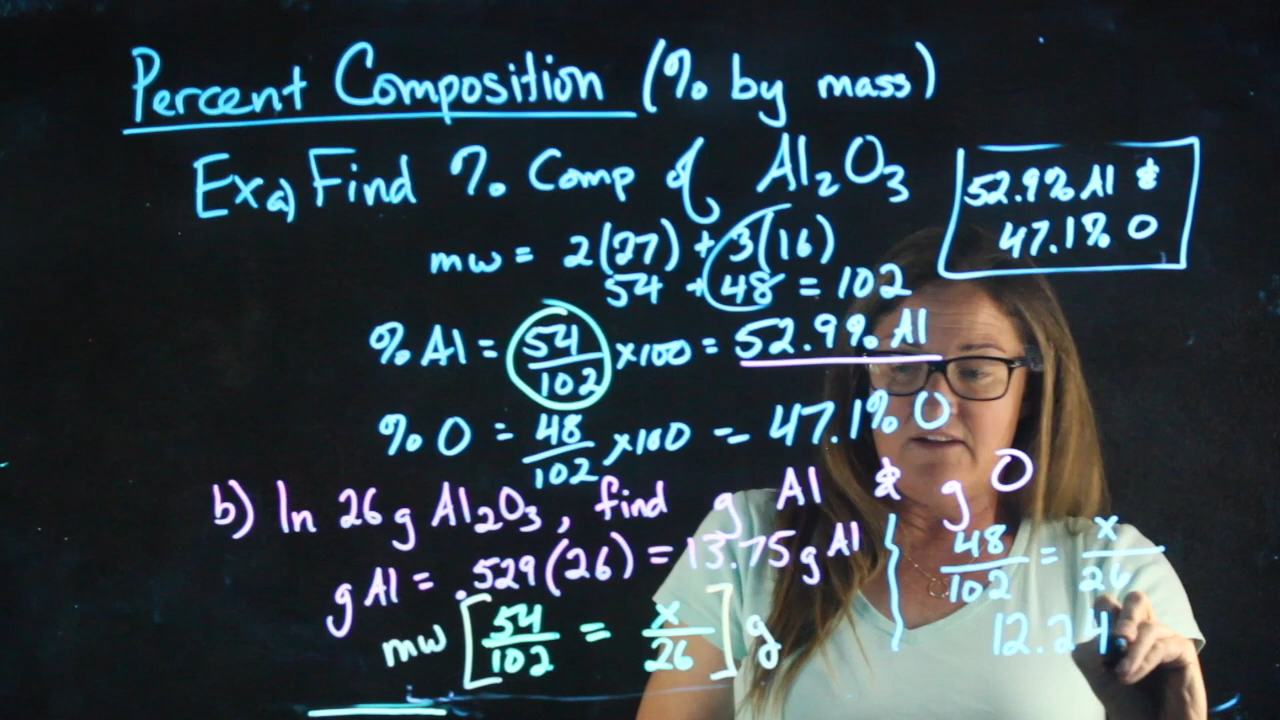 Percent Composition (% by mass)
Ex a) Find % Comp of Al₂O₃
52.9% Al &
47.1% O
mw = 2(27) + 3(16)
54 + 48 = 102
% Al = 54/102 x100 = 52.9% Al
% O = 48/102 x100 = 47.1% O
b) In 26 g Al₂O₃, find g Al & g O
g Al = .529(26) = 13.75 g Al
mw [54/102 = x/26] g
48/102 = x/26
12.24